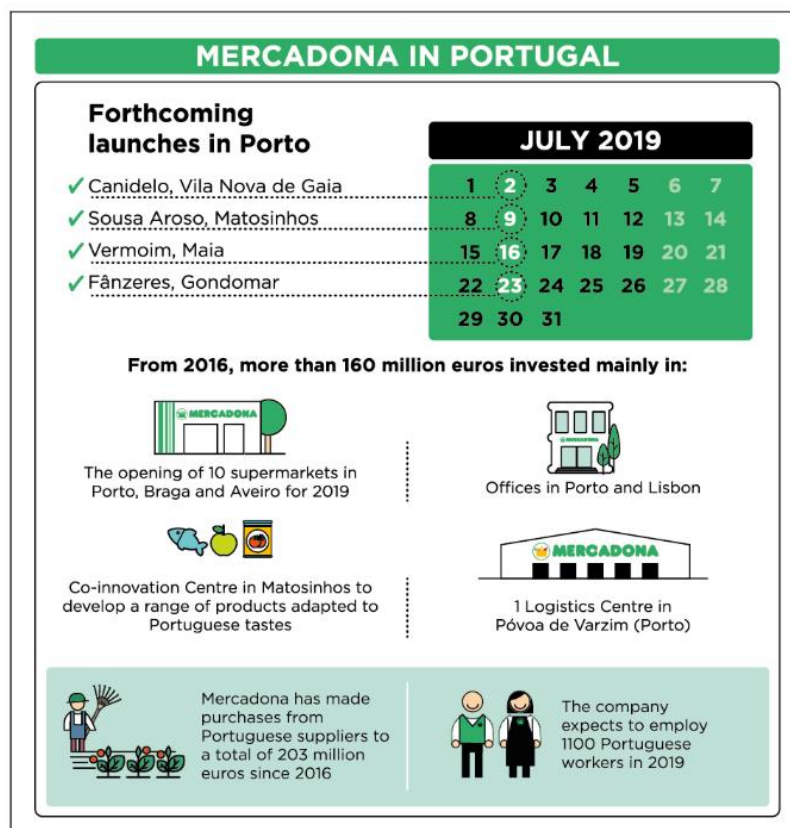 MERCADONA IN PORTUGAL
Forthcoming
launches in Porto
✓ Canidelo, Vila Nova de Gaia
✓ Sousa Aroso, Matosinhos
✓ Vermoim, Maia
✓ Fânzeres, Gondomar
JULY 2019
1 2 3 4 5 6 7
8 9 10 11 12 13 14
15 16 17 18 19 20 21
22 23 24 25 26 27 28
29 30 31
From 2016, more than 160 million euros invested mainly in:
MERCADONA
The opening of 10 supermarkets in
Porto, Braga and Aveiro for 2019
MERCADONA
Offices in Porto and Lisbon
Co-innovation Centre in Matosinhos to
develop a range of products adapted to
Portuguese tastes
MERCADONA
1 Logistics Centre in
Póvoa de Varzim (Porto)
Mercadona has made
purchases from
Portuguese suppliers to
a total of 203 million
euros since 2016
The company
expects to employ
1100 Portuguese
workers in 2019